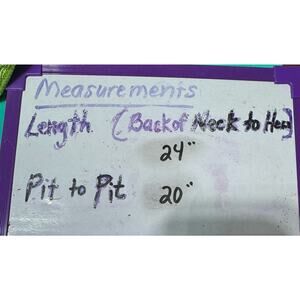 Measurements
Length (Back of Neck to Hem)
24"
Pit to Pit 20"